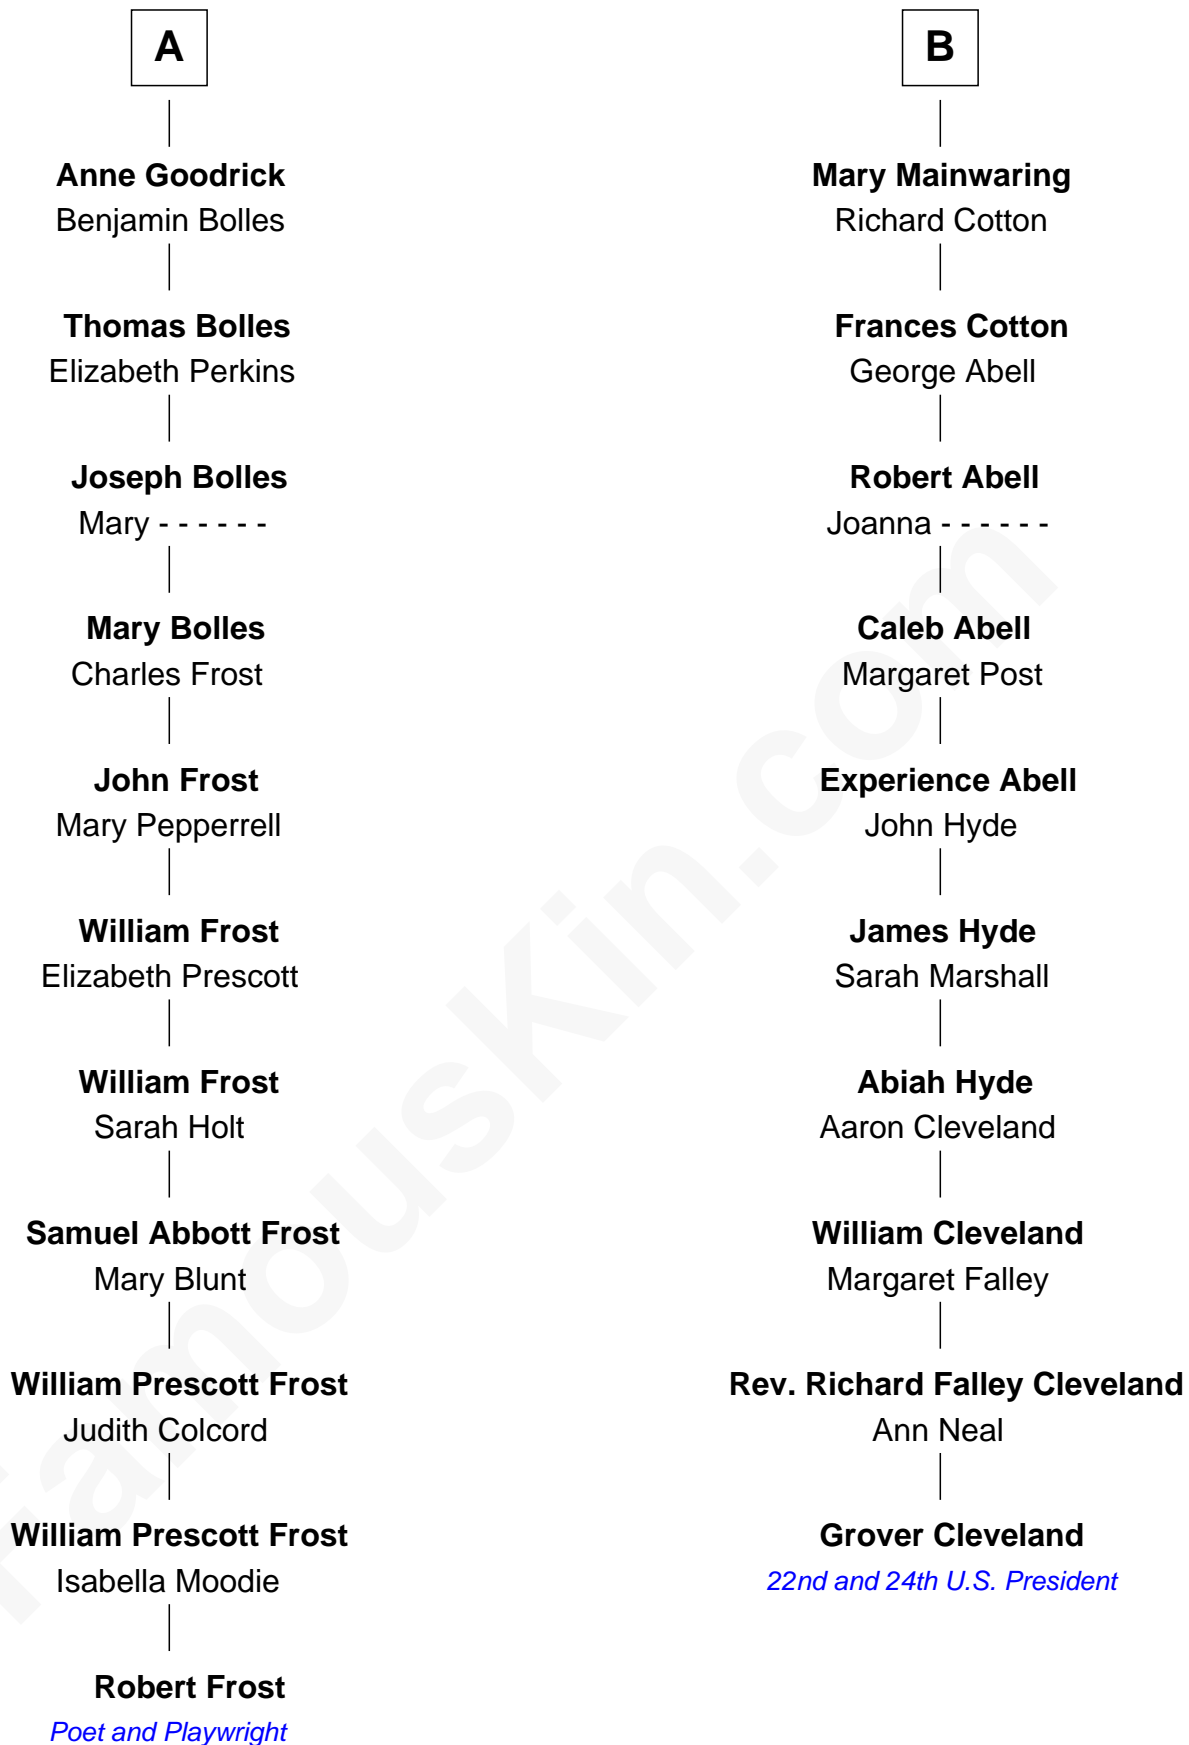 A
Anne Goodrick
Benjamin Bolles
Thomas Bolles
Elizabeth Perkins
Joseph Bolles
Mary - - - - - -
Mary Bolles
Charles Frost
John Frost
Mary Pepperrell
William Frost
Elizabeth Prescott
William Frost
Sarah Holt
Samuel Abbott Frost
Mary Blunt
William Prescott Frost
Judith Colcord
William Prescott Frost
Isabella Moodie
Robert Frost
Poet and Playwright
B
Mary Mainwaring
Richard Cotton
Frances Cotton
George Abell
Robert Abell
Joanna - - - - - -
Caleb Abell
Margaret Post
Experience Abell
John Hyde
James Hyde
Sarah Marshall
Abiah Hyde
Aaron Cleveland
William Cleveland
Margaret Falley
Rev. Richard Falley Cleveland
Ann Neal
Grover Cleveland
22nd and 24th U.S. President
FamousKin.com